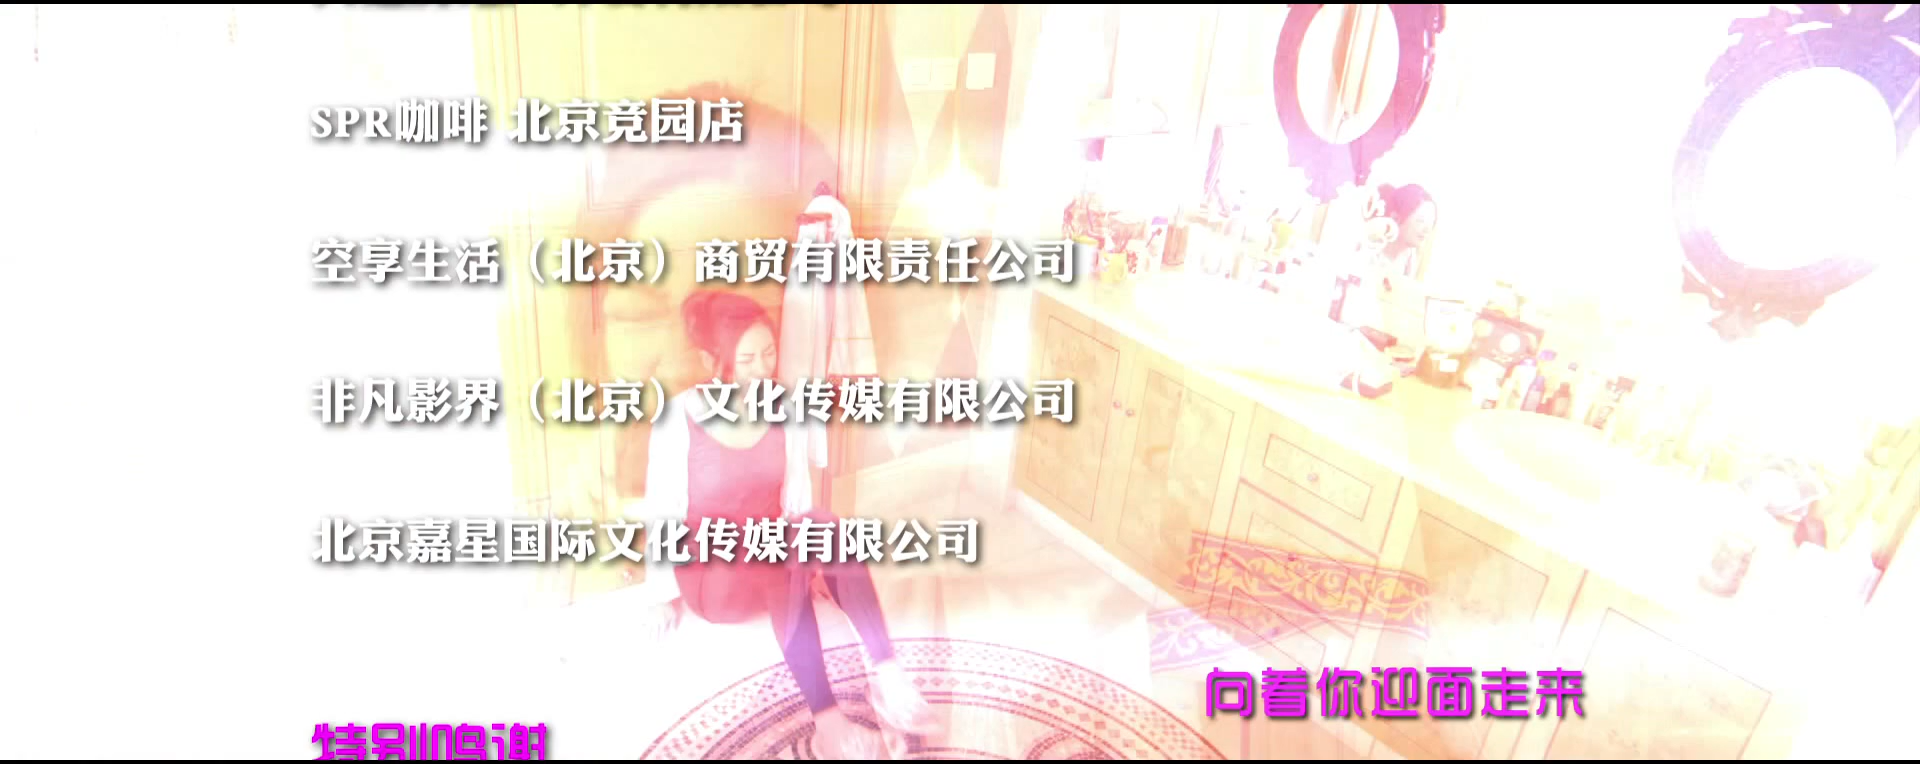 SPR咖啡 北京竞园店
空享生活（北京）商贸有限责任公司
非凡影界（北京）文化传媒有限公司
北京嘉星国际文化传媒有限公司
向着你迎面走来
特别鸣谢